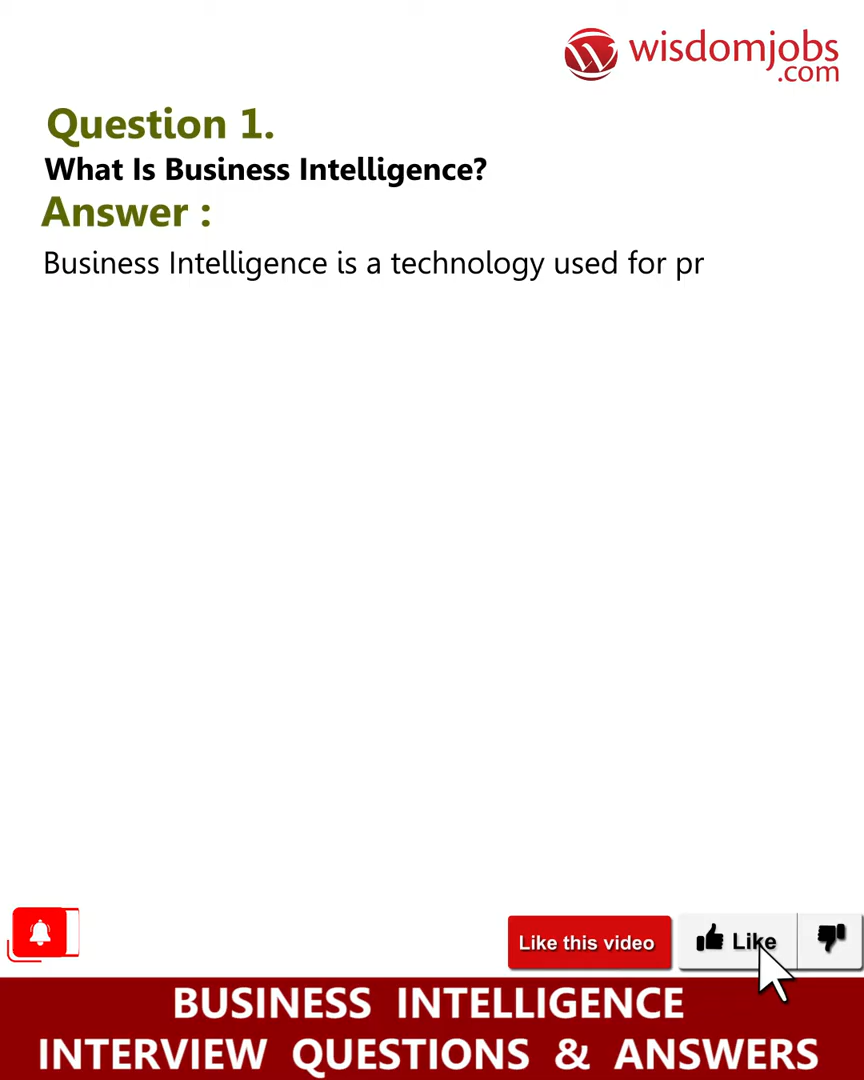 wisdomjobs
.com
Question 1.
What Is Business Intelligence?
Answer :
Business Intelligence is a technology used for pr
Like this video
Like
BUSINESS INTELLIGENCE
INTERVIEW QUESTIONS & ANSWERS